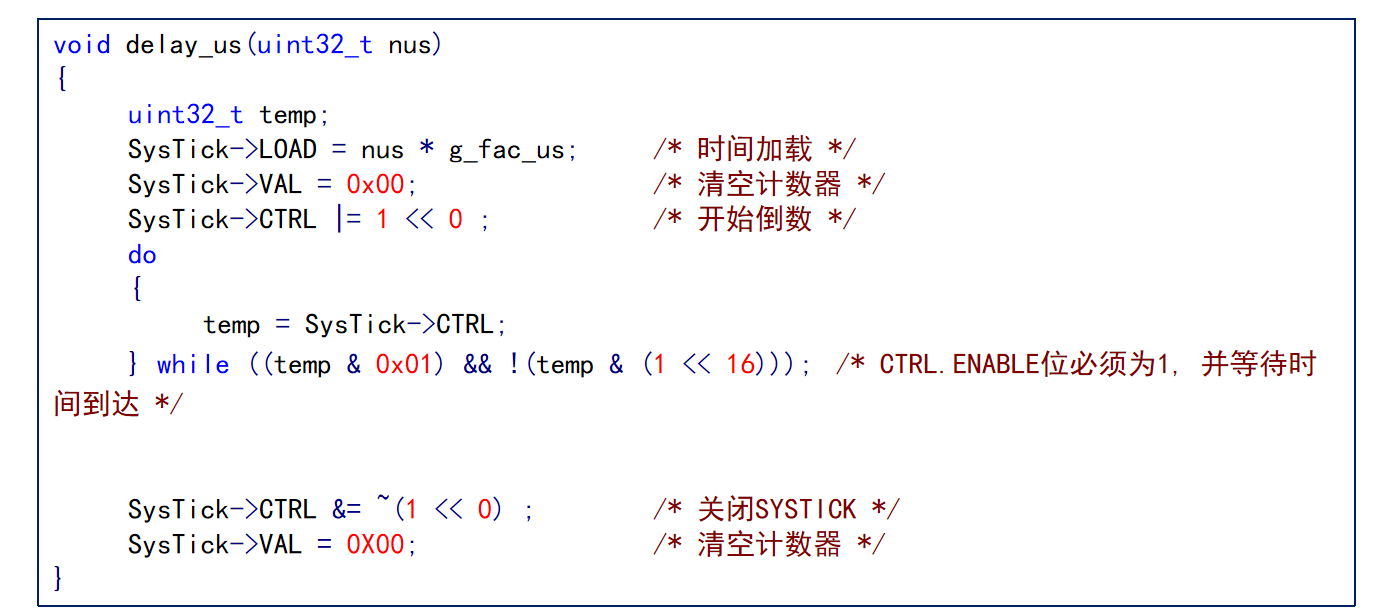 void delay_us(uint32_t nus)
{
uint32_t temp;
SysTick->LOAD = nus * g_fac_us; /* 时间加载 */
SysTick->VAL = 0x00; /* 清空计数器 */
SysTick->CTRL |= 1 << 0 ; /* 开始倒数 */
do
{
temp = SysTick->CTRL;
} while ((temp & 0x01) && !(temp & (1 << 16))); /* CTRL.ENABLE位必须为1, 并等待时
间到达 */
SysTick->CTRL &= ~(1 << 0) ; /* 关闭SYSTICK */
SysTick->VAL = 0X00; /* 清空计数器 */
}